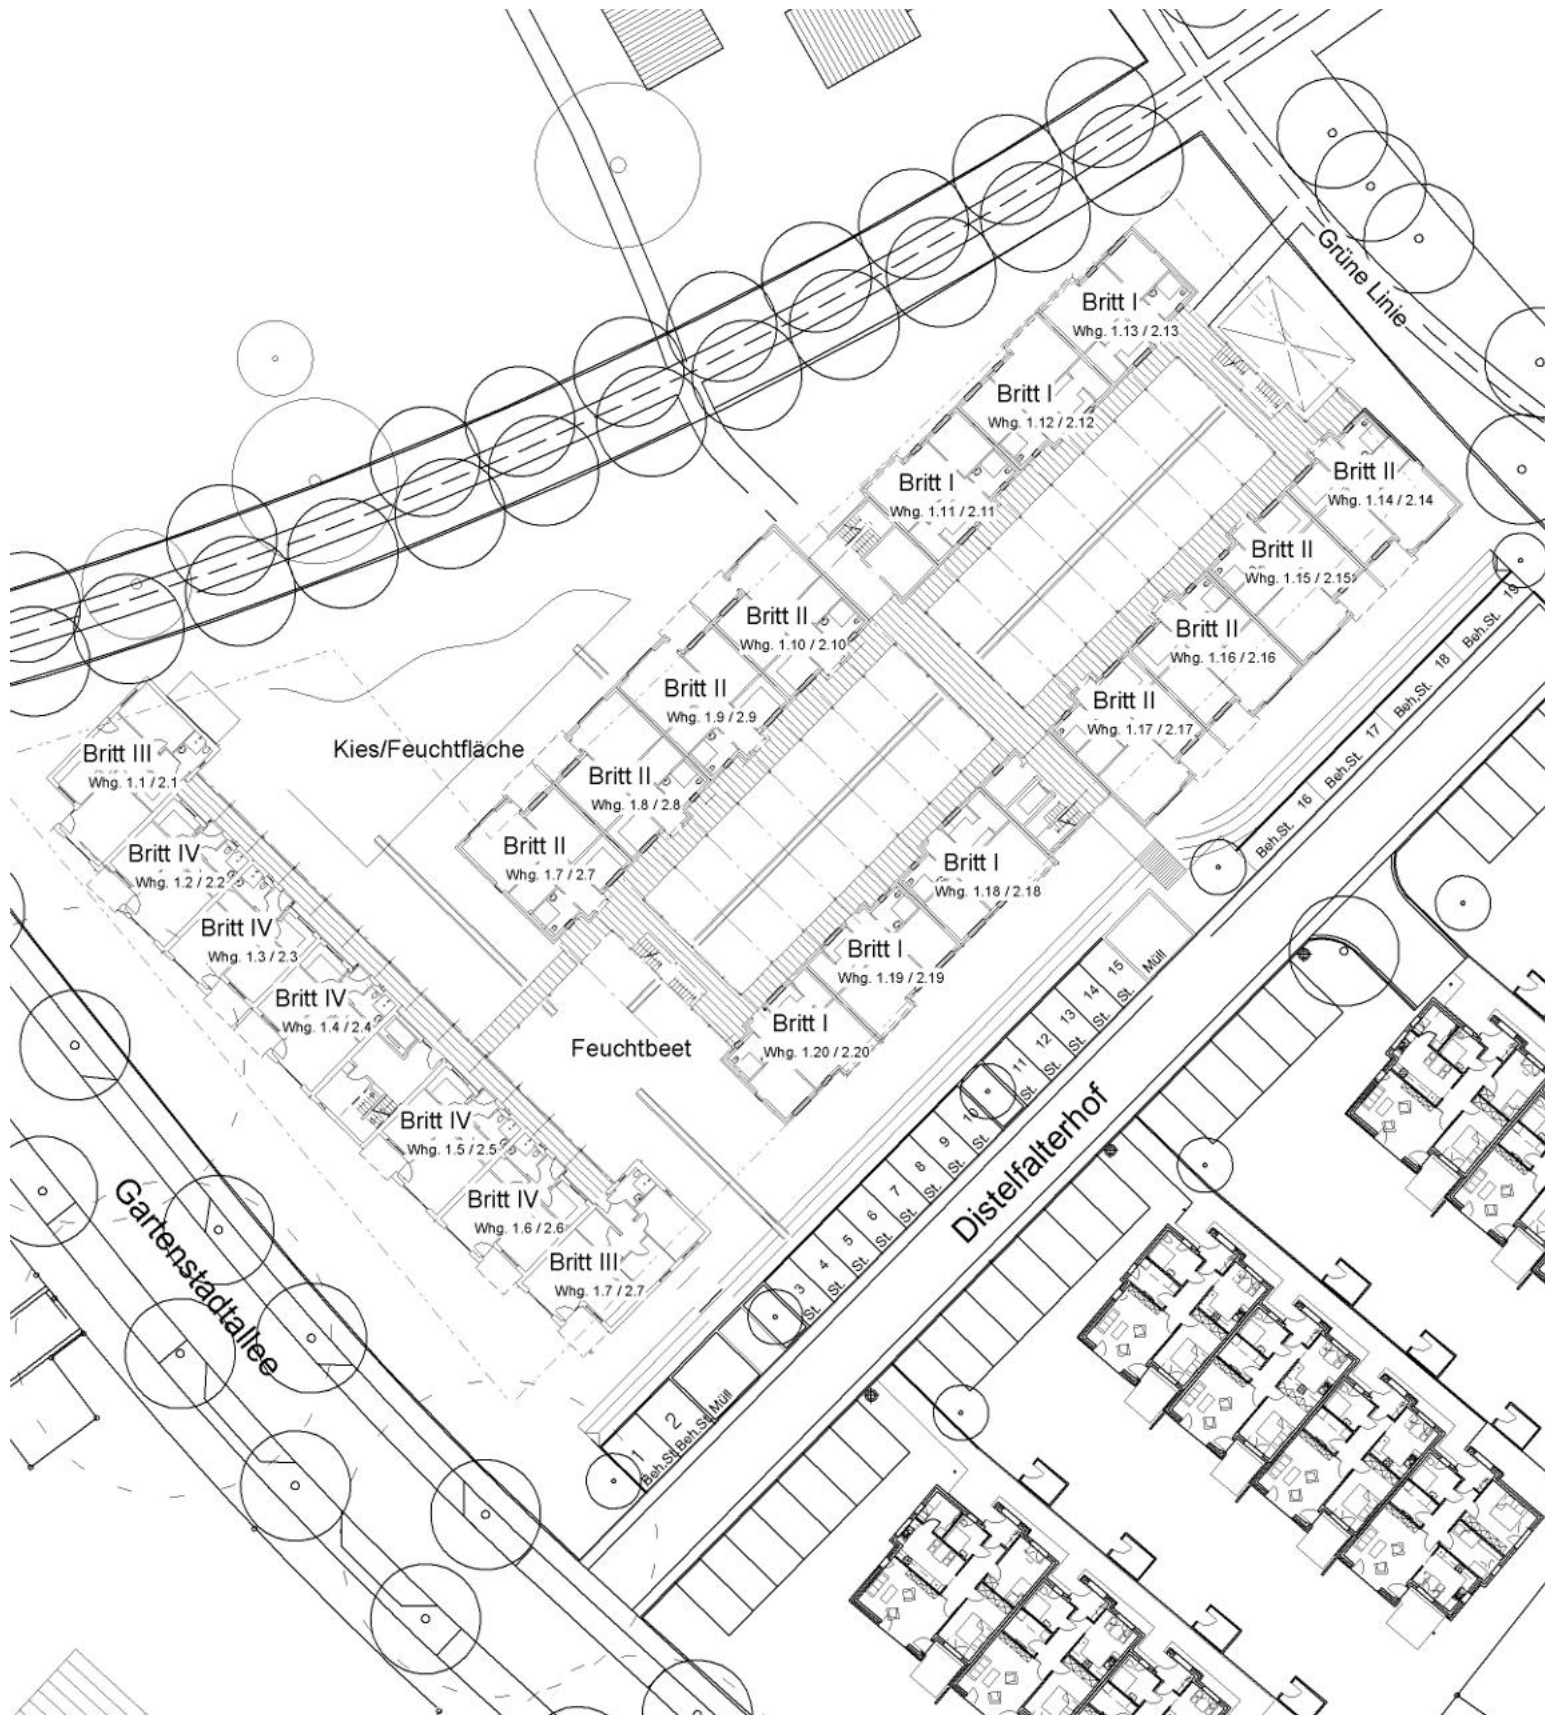 Grüne Linie
Britt I
Whg. 1.13 / 2.13
Britt I
Whg. 1.12 / 2.12
Britt I
Whg. 1.11 / 2.11
Britt II
Whg. 1.14 / 2.14
Britt II
Whg. 1.15 / 2.15
Britt II
Whg. 1.16 / 2.16
Britt II
Whg. 1.17 / 2.17
Britt II
Whg. 1.10 / 2.10
Britt II
Whg. 1.9 / 2.9
Britt II
Whg. 1.8 / 2.8
Britt II
Whg. 1.7 / 2.7
Kies/Feuchtfläche
Britt III
Whg. 1.1 / 2.1
Britt IV
Whg. 1.2 / 2.2
Britt IV
Whg. 1.3 / 2.3
Britt IV
Whg. 1.4 / 2.4
Britt IV
Whg. 1.5 / 2.5
Britt IV
Whg. 1.6 / 2.6
Britt III
Whg. 1.7 / 2.7
Britt I
Whg. 1.18 / 2.18
Britt I
Whg. 1.19 / 2.19
Britt I
Whg. 1.20 / 2.20
Feuchtbeet
19
Beh.St.
18
Beh.St.
17
Beh.St.
16
Beh.St.
Müll
15
St.
14
St.
13
St.
12
St.
11
St.
10
St.
9
St.
8
St.
7
St.
6
St.
5
St.
4
St.
3
St.
Müll
2
Beh.St.
1
Beh.St.
Distelfalterhof
Gartenstadtallee